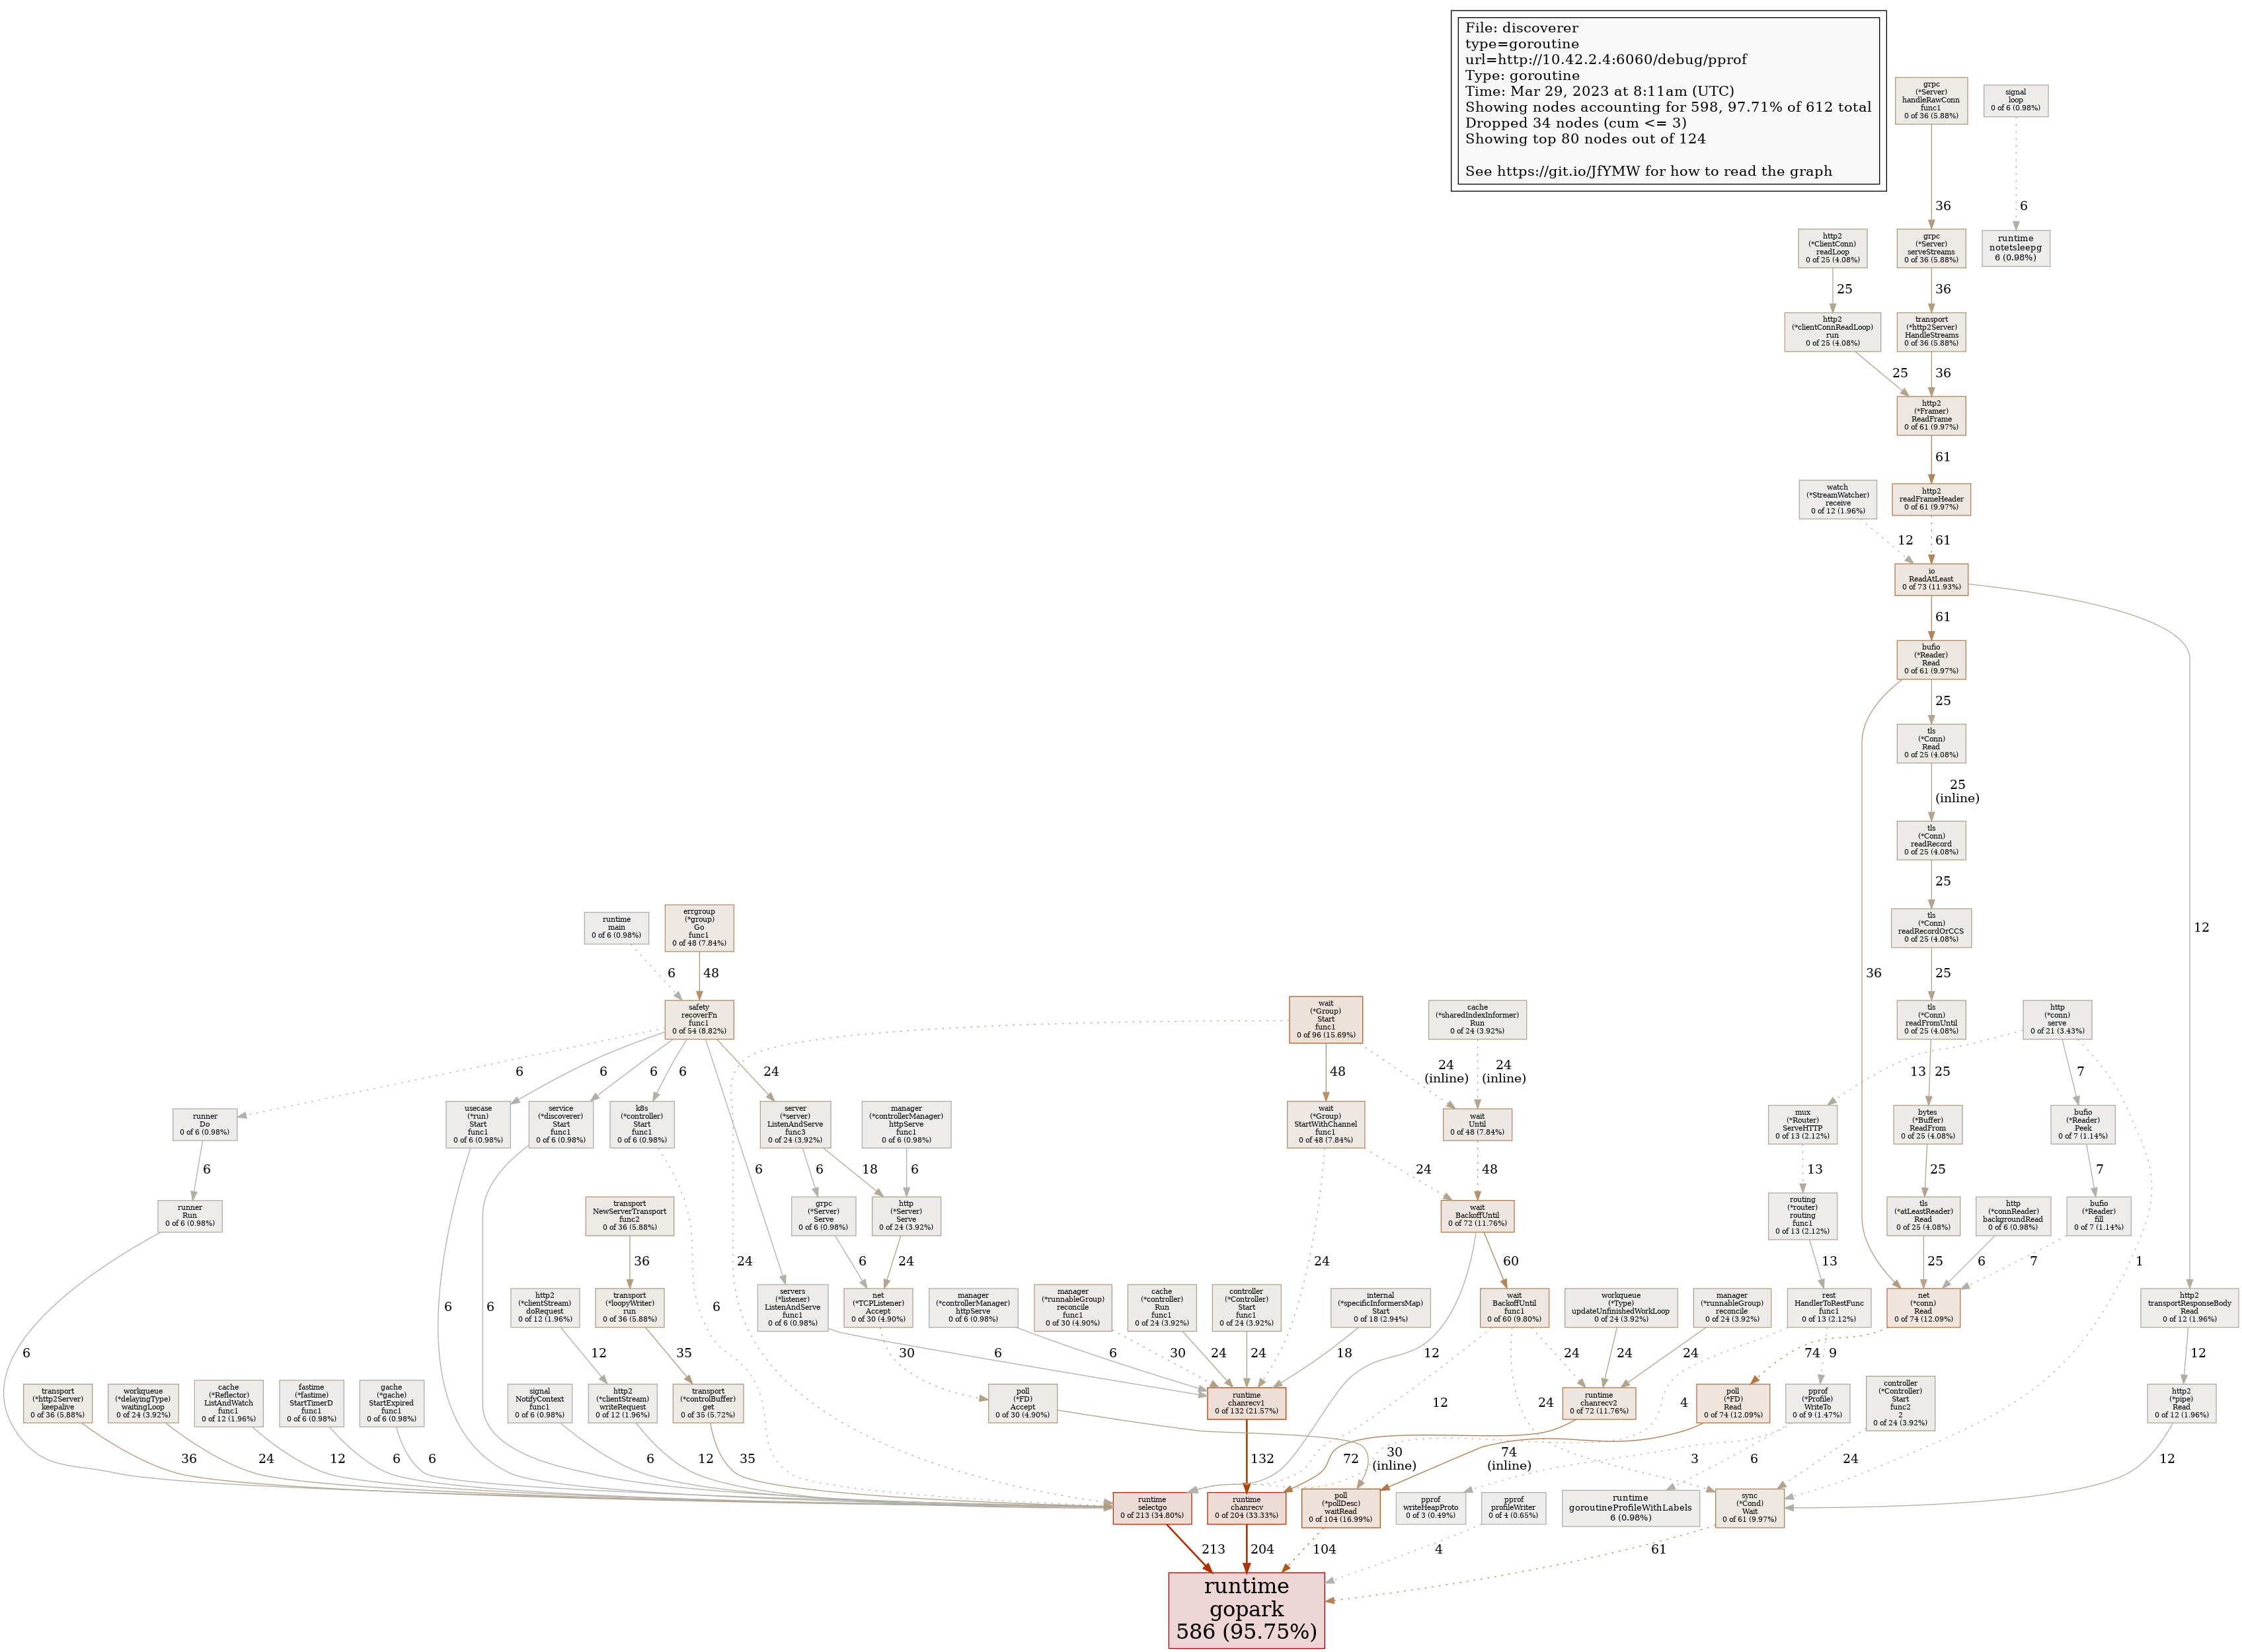 File: discoverer
type=goroutine
url=http://10.42.2.4:6060/debug/pprof
Type: goroutine
Time: Mar 29, 2023 at 8:11am (UTC)
Showing nodes accounting for 598, 97.71% of 612 total
Dropped 34 nodes (cum <= 3)
Showing top 80 nodes out of 124
See https://git.io/JfYMW for how to read the graph
grpc
(*Server)
handleRawConn
func1
0 of 36 (5.88%)
signal
loop
0 of 6 (0.98%)
36
6
http2
(*ClientConn)
readLoop
0 of 25 (4.08%)
grpc
(*Server)
serveStreams
0 of 36 (5.88%)
runtime
notetsleepg
6 (0.98%)
25
36
http2
(*clientConnReadLoop)
run
0 of 25 (4.08%)
transport
(*http2Server)
HandleStreams
0 of 36 (5.88%)
25
36
http2
(*Framer)
ReadFrame
0 of 61 (9.97%)
61
watch
(*StreamWatcher)
receive
0 of 12 (1.96%)
http2
readFrameHeader
0 of 61 (9.97%)
12
61
io
ReadAtLeast
0 of 73 (11.93%)
61
12
bufio
(*Reader)
Read
0 of 61 (9.97%)
25
36
tls
(*Conn)
Read
0 of 25 (4.08%)
25
(inline)
tls
(*Conn)
readRecord
0 of 25 (4.08%)
25
tls
(*Conn)
readRecordOrCCS
0 of 25 (4.08%)
25
runtime
main
0 of 6 (0.98%)
errgroup
(*group)
Go
func1
0 of 48 (7.84%)
6
48
safety
recoverFn
func1
0 of 54 (8.82%)
wait
(*Group)
Start
func1
0 of 96 (15.69%)
cache
(*sharedIndexInformer)
Run
0 of 24 (3.92%)
tls
(*Conn)
readFromUntil
0 of 25 (4.08%)
http
(*conn)
serve
0 of 21 (3.43%)
6
6
6
6
24
6
24
48
24
(inline)
24
(inline)
25
13
7
1
runner
Do
0 of 6 (0.98%)
usecase
(*run)
Start
func1
0 of 6 (0.98%)
service
(*discoverer)
Start
func1
0 of 6 (0.98%)
k8s
(*controller)
Start
func1
0 of 6 (0.98%)
server
(*server)
ListenAndServe
func3
0 of 24 (3.92%)
manager
(*controllerManager)
httpServe
func1
0 of 6 (0.98%)
wait
(*Group)
StartWithChannel
func1
0 of 48 (7.84%)
wait
Until
0 of 48 (7.84%)
bytes
(*Buffer)
ReadFrom
0 of 25 (4.08%)
mux
(*Router)
ServeHTTP
0 of 13 (2.12%)
bufio
(*Reader)
Peek
0 of 7 (1.14%)
6
6
6
6
6
18
6
24
24
48
25
13
7
runner
Run
0 of 6 (0.98%)
transport
NewServerTransport
func2
0 of 36 (5.88%)
grpc
(*Server)
Serve
0 of 6 (0.98%)
http
(*Server)
Serve
0 of 24 (3.92%)
wait
BackoffUntil
0 of 72 (11.76%)
routing
(*router)
routing
func1
0 of 13 (2.12%)
tls
(*atLeastReader)
Read
0 of 25 (4.08%)
http
(*connReader)
backgroundRead
0 of 6 (0.98%)
bufio
(*Reader)
fill
0 of 7 (1.14%)
6
36
6
24
60
12
13
25
6
7
http2
(*clientStream)
doRequest
0 of 12 (1.96%)
transport
(*loopyWriter)
run
0 of 36 (5.88%)
servers
(*listener)
ListenAndServe
func1
0 of 6 (0.98%)
net
(*TCPListener)
Accept
0 of 30 (4.90%)
manager
(*controllerManager)
httpServe
0 of 6 (0.98%)
manager
(*runnableGroup)
reconcile
func1
0 of 30 (4.90%)
cache
(*controller)
Run
func1
0 of 24 (3.92%)
controller
(*Controller)
Start
func1
0 of 24 (3.92%)
internal
(*specificInformersMap)
Start
0 of 18 (2.94%)
wait
BackoffUntil
func1
0 of 60 (9.80%)
workqueue
(*Type)
updateUnfinishedWorkLoop
0 of 24 (3.92%)
manager
(*runnableGroup)
reconcile
0 of 24 (3.92%)
rest
HandlerToRestFunc
func1
0 of 13 (2.12%)
net
(*conn)
Read
0 of 74 (12.09%)
http2
transportResponseBody
Read
0 of 12 (1.96%)
12
35
6
30
6
30
24
24
18
12
24
24
24
24
4
9
74
12
transport
(*http2Server)
keepalive
0 of 36 (5.88%)
workqueue
(*delayingType)
waitingLoop
0 of 24 (3.92%)
cache
(*Reflector)
ListAndWatch
func1
0 of 12 (1.96%)
fastime
(*fastime)
StartTimerD
func1
0 of 6 (0.98%)
gache
(*gache)
StartExpired
func1
0 of 6 (0.98%)
signal
NotifyContext
func1
0 of 6 (0.98%)
http2
(*clientStream)
writeRequest
0 of 12 (1.96%)
transport
(*controlBuffer)
get
0 of 35 (5.72%)
poll
(*FD)
Accept
0 of 30 (4.90%)
runtime
chanrecv1
0 of 132 (21.57%)
runtime
chanrecv2
0 of 72 (11.76%)
poll
(*FD)
Read
0 of 74 (12.09%)
pprof
(*Profile)
WriteTo
0 of 9 (1.47%)
controller
(*Controller)
Start
func2
2
0 of 24 (3.92%)
http2
(*pipe)
Read
0 of 12 (1.96%)
36
24
12
6
6
6
12
35
132
72
30
(inline)
74
(inline)
3
6
24
12
runtime
selectgo
0 of 213 (34.80%)
runtime
chanrecv
0 of 204 (33.33%)
poll
(*pollDesc)
waitRead
0 of 104 (16.99%)
pprof
writeHeapProto
0 of 3 (0.49%)
pprof
profileWriter
0 of 4 (0.65%)
runtime
goroutineProfileWithLabels
6 (0.98%)
sync
(*Cond)
Wait
0 of 61 (9.97%)
213
204
104
4
61
runtime
gopark
586 (95.75%)